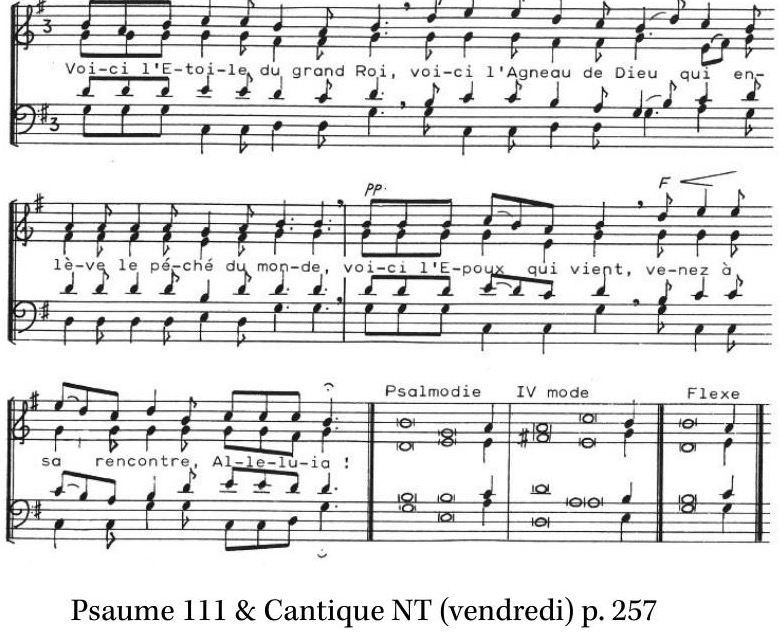 3
Voi-ci l'E-toi-le du grand Roi, voi-ci l'Agneau de Dieu qui en-
3
pp. F
lè-ve le pé-ché du mon-de, voi-ci l'E-poux qui vient, ve-nez à
Psalmodie IV mode Flexe
sa rencontre, Al-le-lu-ia !
Psaume 111 & Cantique NT (vendredi) p. 257